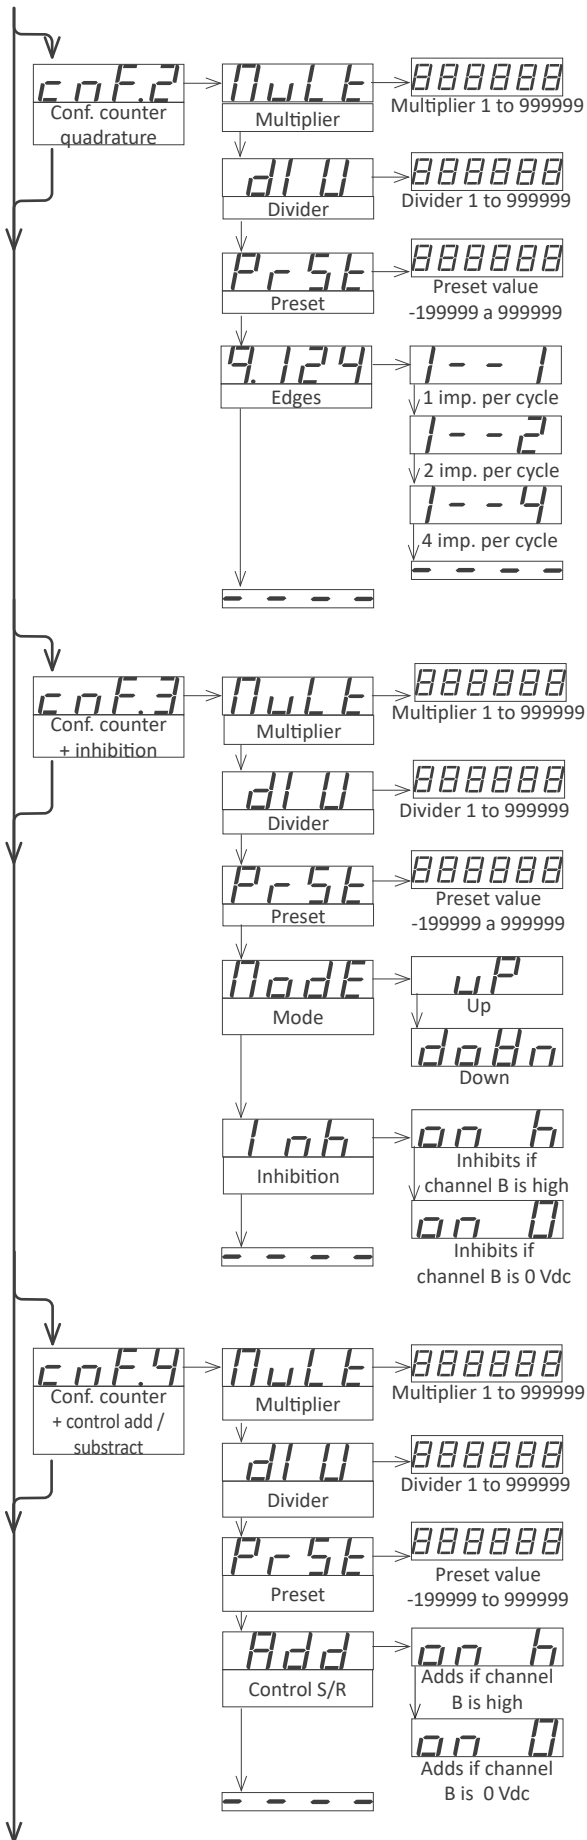 cnF.2
Conf. counter
quadrature
MuLt
Multiplier
888888
Multiplier 1 to 999999
dI U
Divider
888888
Divider 1 to 999999
PrSt
Preset
888888
Preset value
-199999 a 999999
q.124
Edges
1--1
1 imp. per cycle
1--2
2 imp. per cycle
1--4
4 imp. per cycle
- - - -
- - - -
cnF.3
Conf. counter
+ inhibition
MuLt
Multiplier
888888
Multiplier 1 to 999999
dI U
Divider
888888
Divider 1 to 999999
PrSt
Preset
888888
Preset value
-199999 a 999999
ModE
Mode
uP
Up
doWn
Down
Inh
Inhibition
on h
Inhibits if
channel B is high
on 0
Inhibits if
channel B is 0 Vdc
- - - -
cnF.4
Conf. counter
+ control add /
substract
MuLt
Multiplier
888888
Multiplier 1 to 999999
dI U
Divider
888888
Divider 1 to 999999
PrSt
Preset
888888
Preset value
-199999 to 999999
Add
Control S/R
on h
Adds if channel
B is high
on 0
Adds if channel
B is 0 Vdc
- - - -